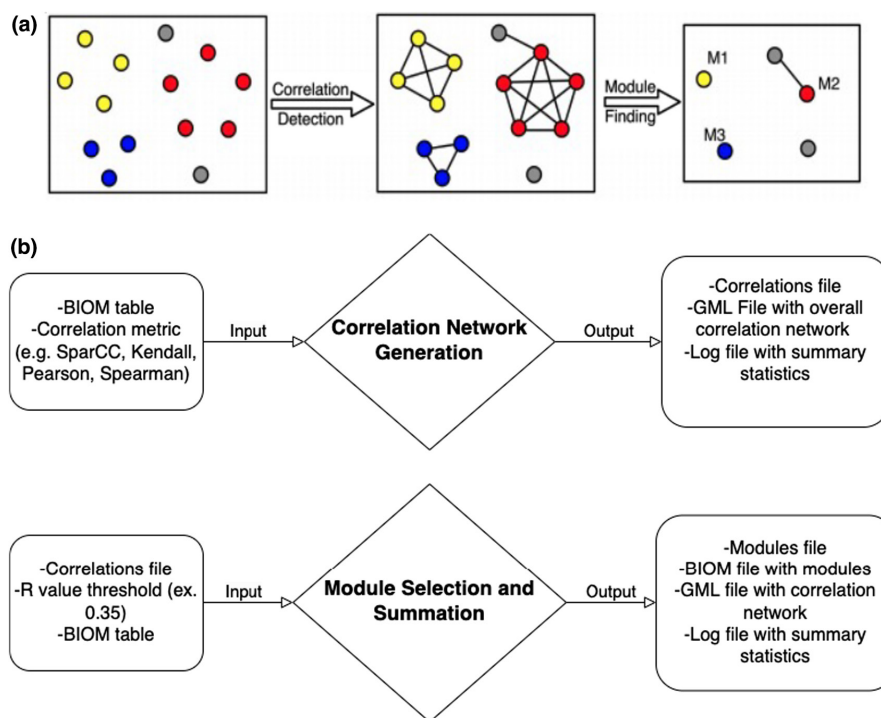 (a)
Correlation
Detection
Module
Finding
M1
M2
M3
(b)
-BIOM table
-Correlation metric
(e.g. SparCC, Kendall,
Pearson, Spearman)
Input
Correlation Network
Generation
Output
-Correlations file
-GML File with overall
correlation network
-Log file with summary
statistics
-Correlations file
-R value threshold (ex.
0.35)
-BIOM table
Input
Module Selection and
Summation
Output
-Modules file
-BIOM file with modules
-GML file with correlation
network
-Log file with summary
statistics